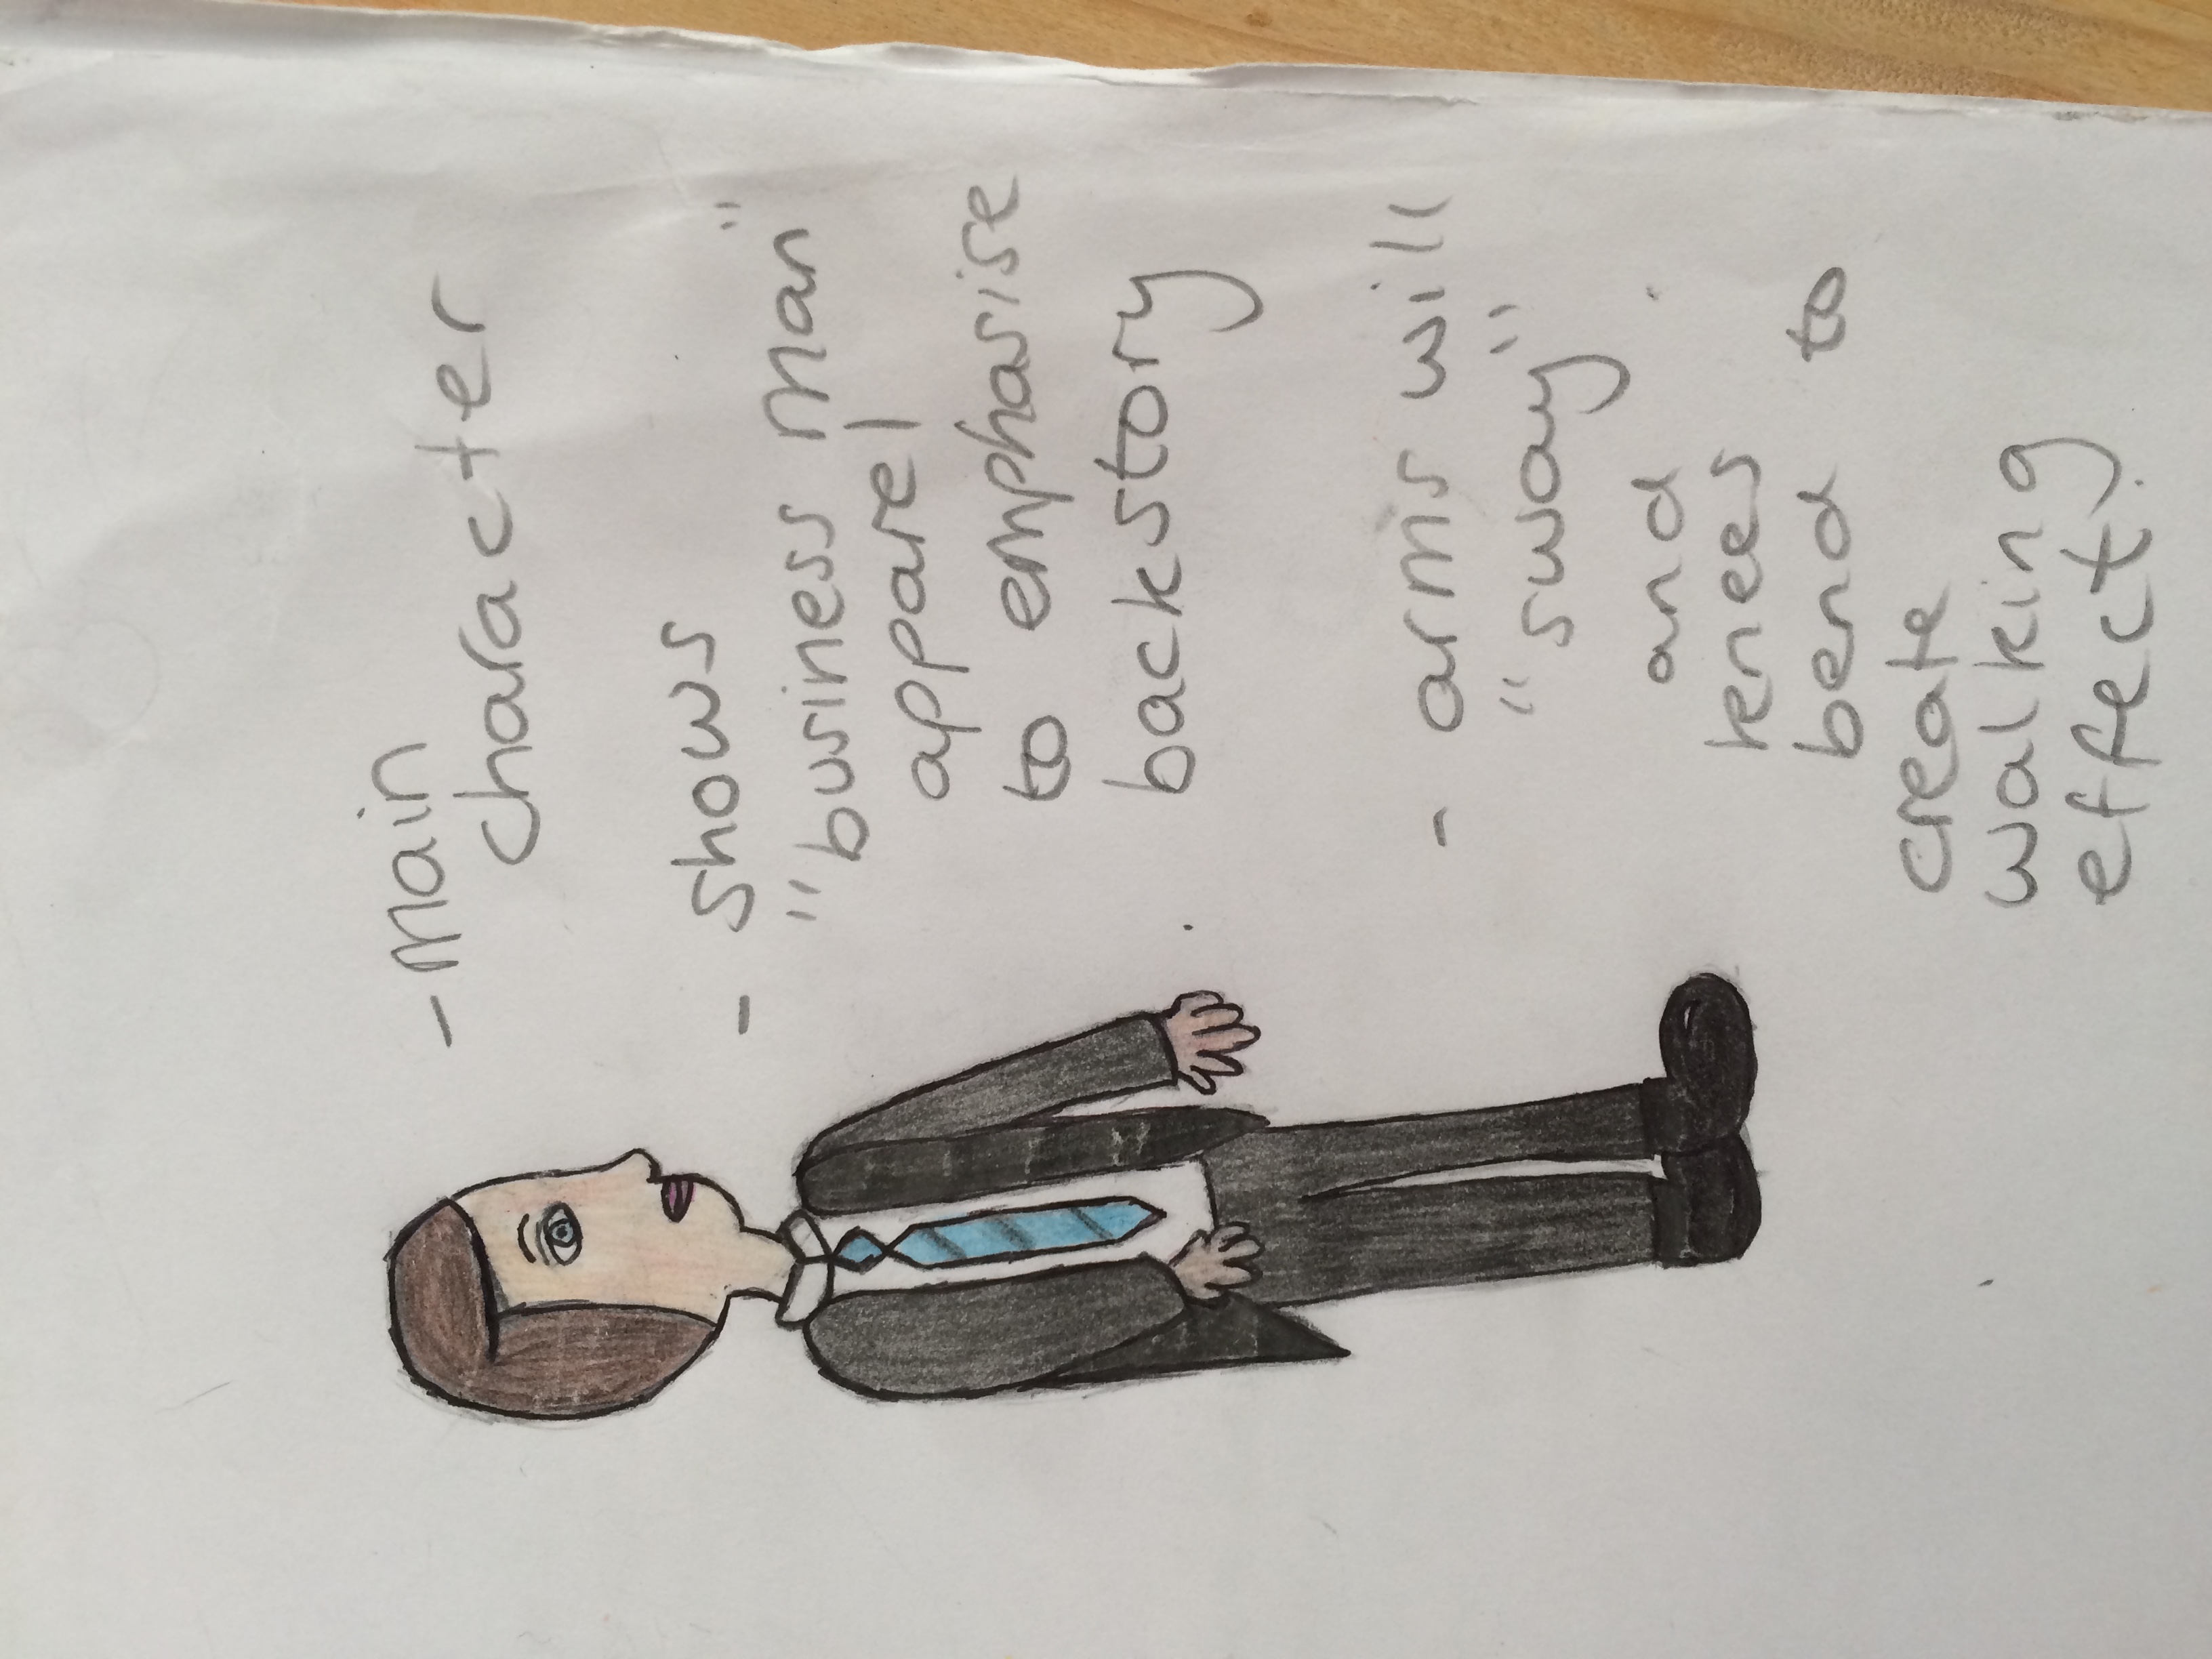 - Main
character
- shows
"business man"
apparel
to emphasise
backstory
- arms will
"sway"
and
knees
bend to
create
walking
effect.